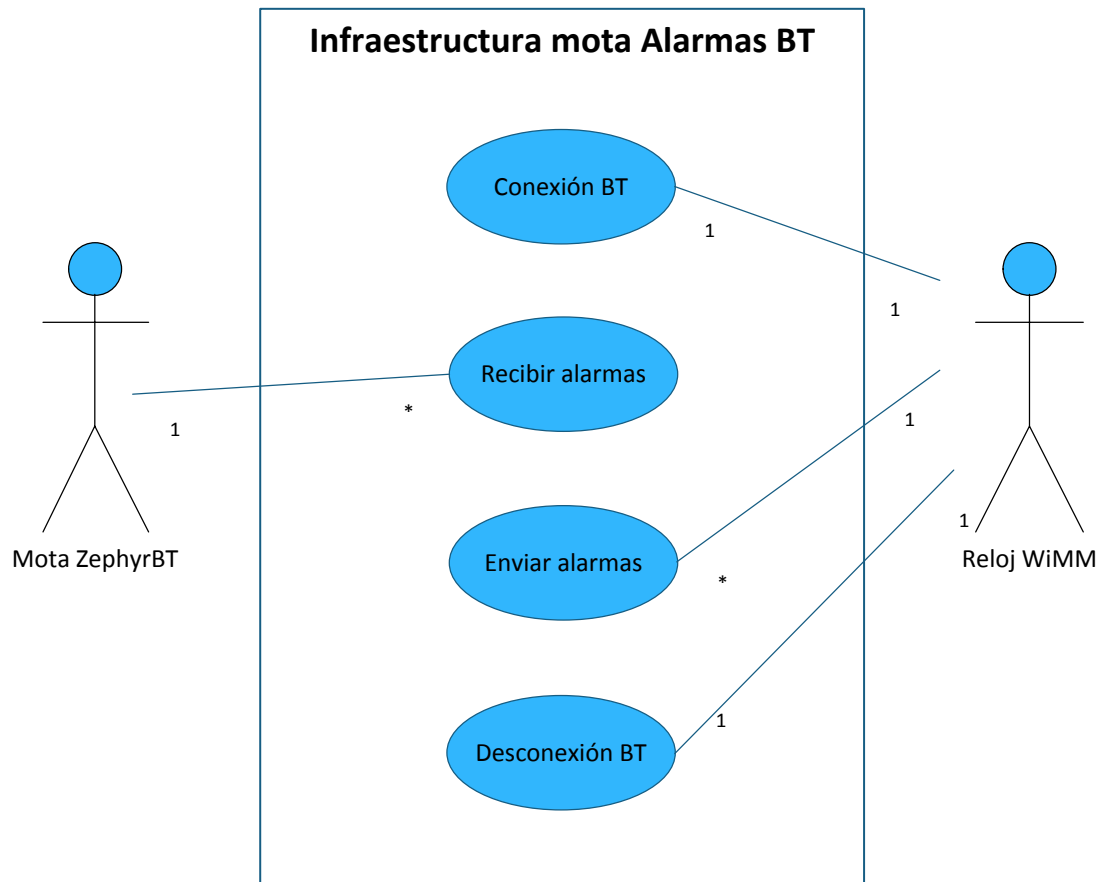 Infraestructura mota Alarmas BT
Conexión BT
1
1
Recibir alarmas
1
*
1
Enviar alarmas
*
1
Mota ZephyrBT
Reloj WiMM
1
Desconexión BT